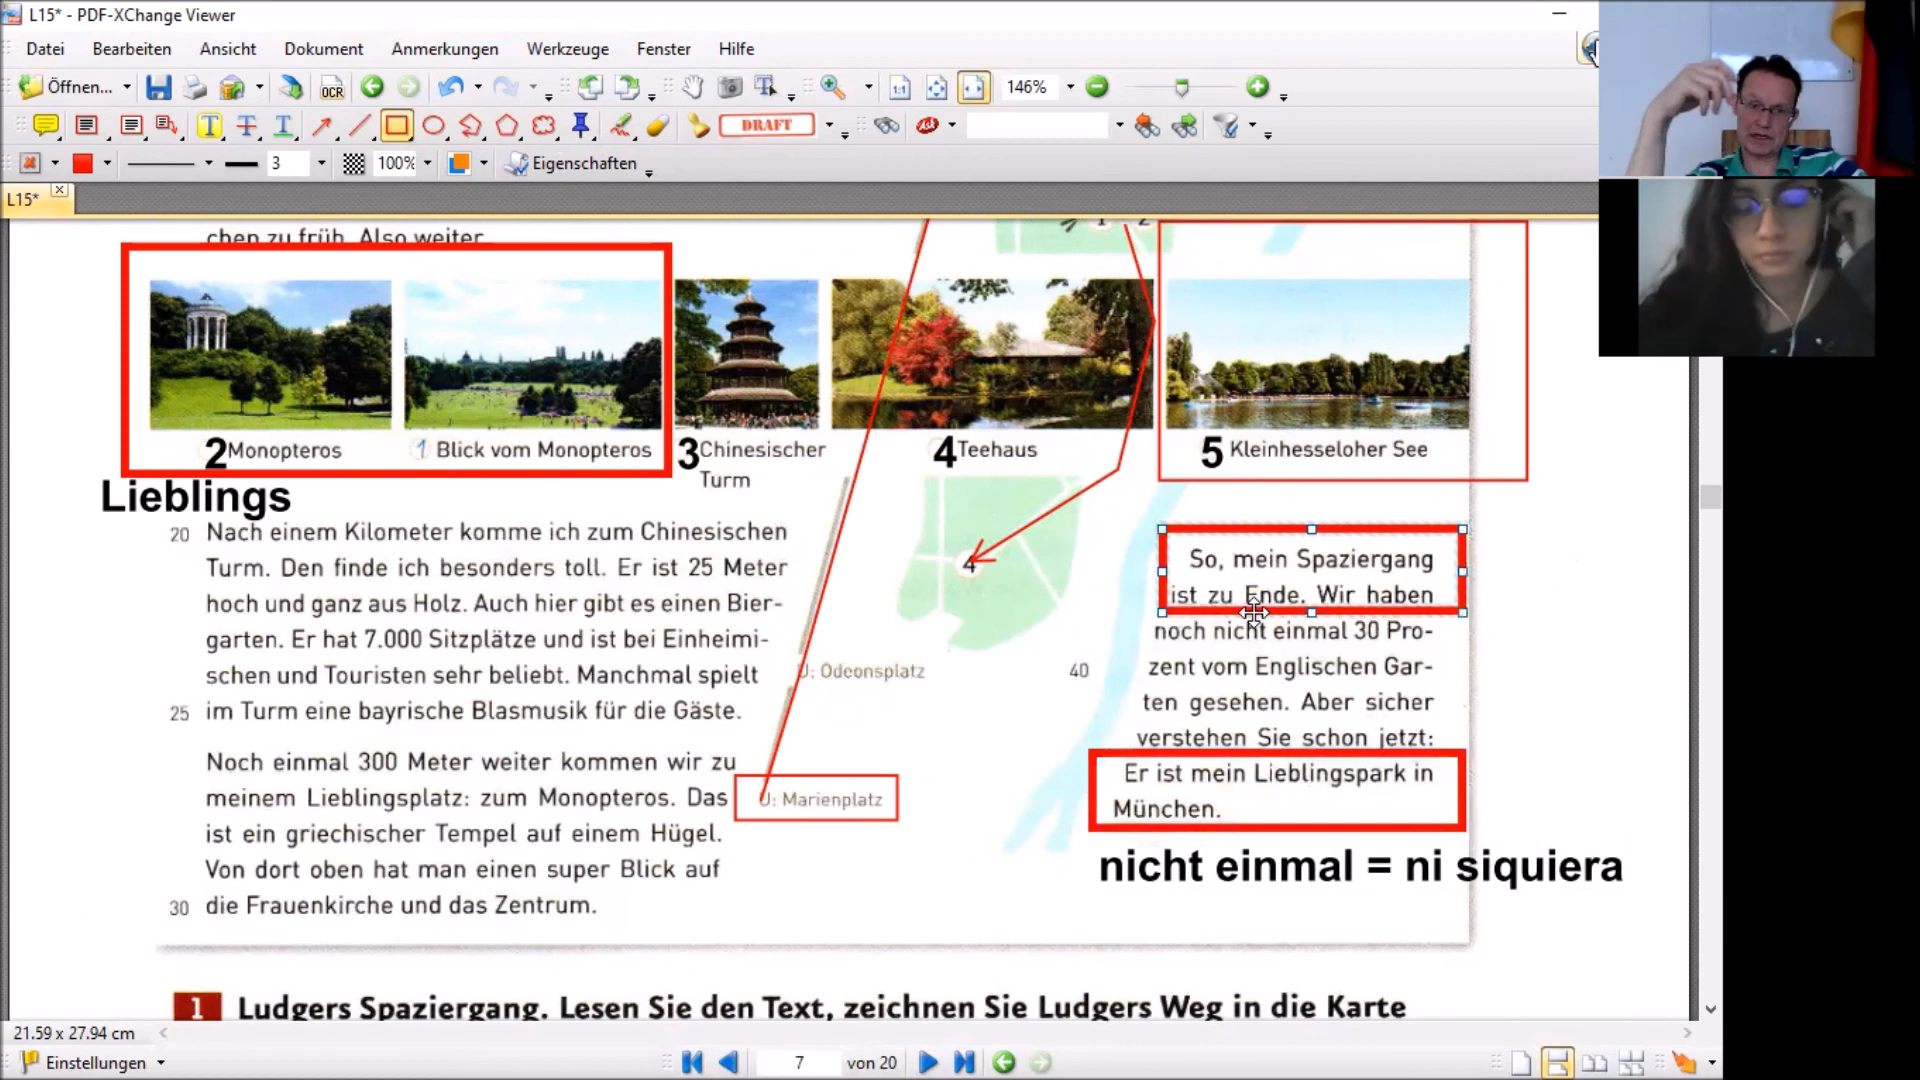 L15* - PDF-XChange Viewer
Datei Bearbeiten Ansicht Dokument Anmerkungen Werkzeuge Fenster Hilfe
Öffnen... OCR 146%
DRAFT
3 100% Eigenschaften
L15*
chen zu früh. Also weiter
2 Monopteros
1 Blick vom Monopteros
3 Chinesischer
Turm
4 Teehaus
5 Kleinhesseloher See
Lieblings
20 Nach einem Kilometer komme ich zum Chinesischen
Turm. Den finde ich besonders toll. Er ist 25 Meter
hoch und ganz aus Holz. Auch hier gibt es einen Bier-
garten. Er hat 7.000 Sitzplätze und ist bei Einheimi-
schen und Touristen sehr beliebt. Manchmal spielt
25 im Turm eine bayrische Blasmusik für die Gäste.
Noch einmal 300 Meter weiter kommen wir zu
meinem Lieblingsplatz: zum Monopteros. Das
ist ein griechischer Tempel auf einem Hügel.
Von dort oben hat man einen super Blick auf
30 die Frauenkirche und das Zentrum.
4
U: Odeonsplatz
U: Marienplatz
So, mein Spaziergang
ist zu Ende. Wir haben
noch nicht einmal 30 Pro-
40 zent vom Englischen Gar-
ten gesehen. Aber sicher
verstehen Sie schon jetzt:
Er ist mein Lieblingspark in
München.
nicht einmal = ni siquiera
1 Ludgers Spaziergang. Lesen Sie den Text, zeichnen Sie Ludgers Weg in die Karte
21.59 x 27.94 cm
Einstellungen
7 von 20